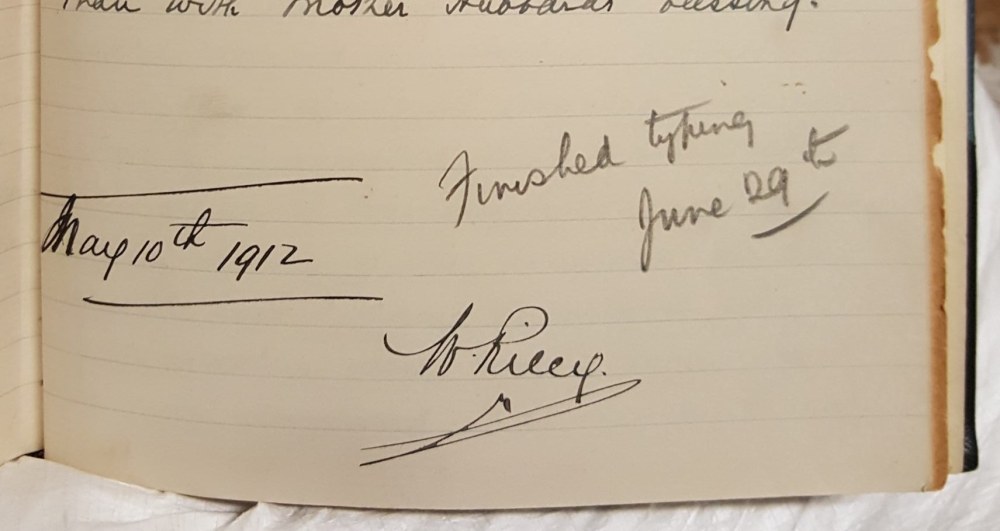 than with Mother Hubbard's blessing.
Finished typing
June 29th
May 10th 1912
W. Riley.